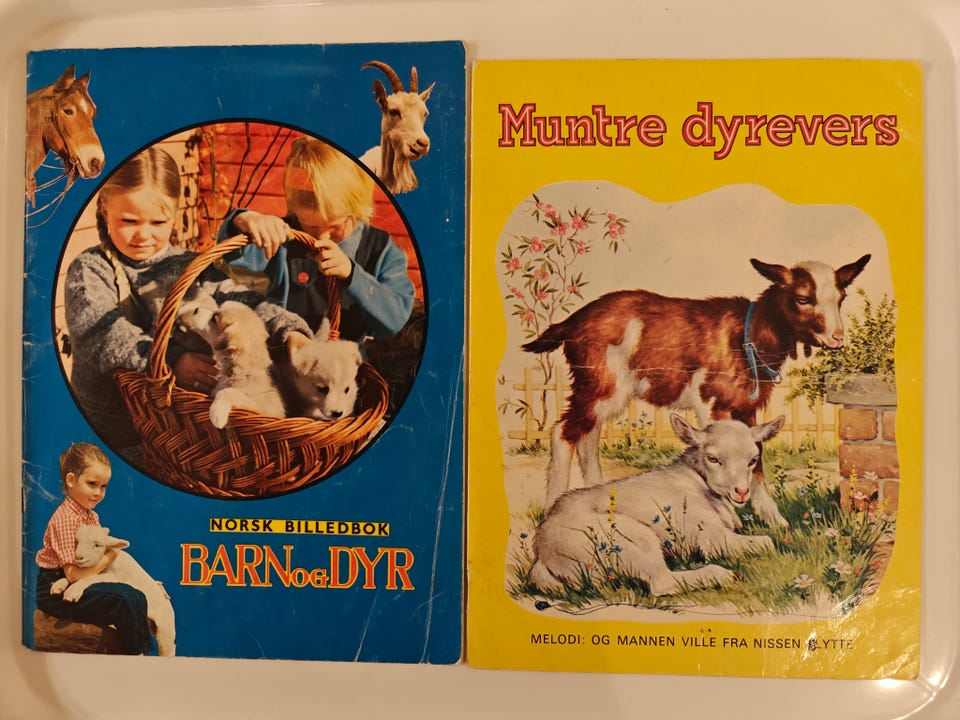 NORSK BILLEDBOK
BARN OG DYR
Muntre dyrevers
MELODI: OG MANNEN VILLE FRA NISSEN FLYTTE